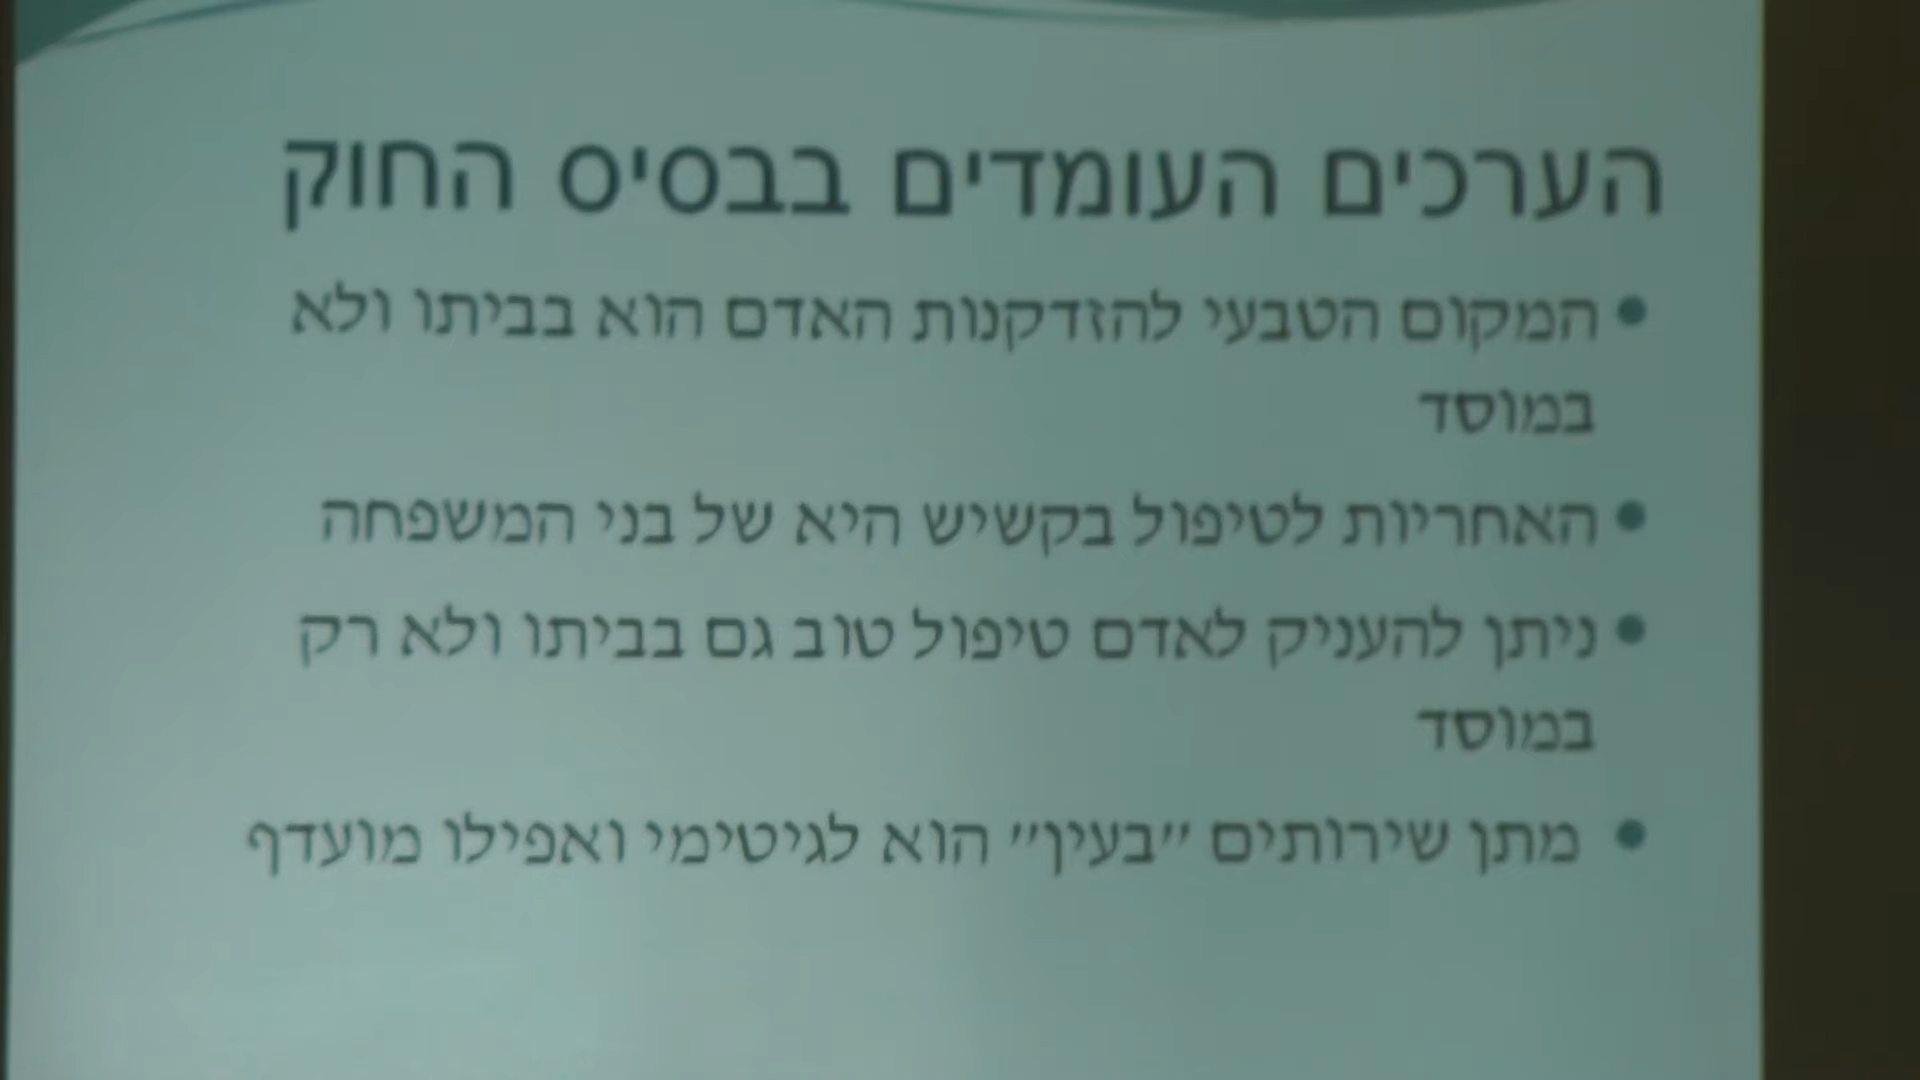 הערכים העומדים בבסיס החוק
• המקום הטבעי להזדקנות האדם הוא בביתו ולא
במוסד
• האחריות לטיפול בקשיש היא של בני המשפחה
• ניתן להעניק לאדם טיפול טוב גם בביתו ולא רק
במוסד
• מתן שירותים "בעין" הוא לגיטימי ואפילו מועדף